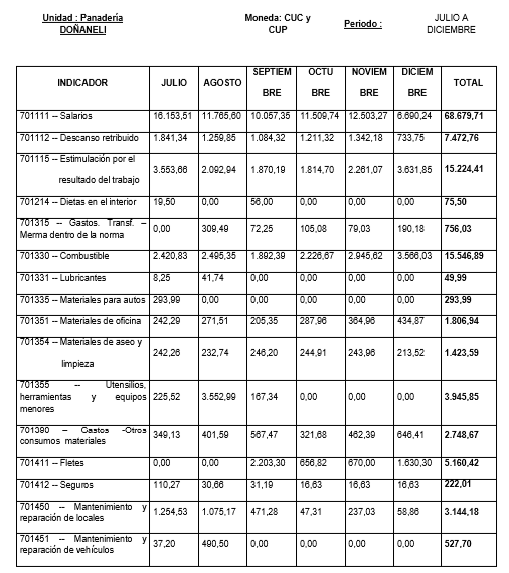 Unidad : Panadería
DOÑANELI
Moneda: CUC y
CUP
Periodo :
JULIO A
DICIEMBRE
INDICADOR JULIO AGOSTO SEPTIEM BRE OCTU BRE NOVIEM BRE DICIEM BRE TOTAL
701111 -- Salarios 16.153,51 11.765,60 10.057,35 11.509,74 12.503,27 6.690,24 68.679,71
701112 -- Descanso retribuido 1.841,34 1.259,85 1.084,32 1.211,32 1.342,18 733,75 7.472,76
701115 -- Estimulación por el
resultado del trabajo 3.553,66 2.092,94 1.870,19 1.814,70 2.261,07 3.631,85 15.224,41
701214 -- Dietas en el interior 19,50 0,00 56,00 0,00 0,00 0,00 75,50
701315 -- Gastos. Transf. --
Merma dentro de la norma 0,00 309,49 72,25 105,08 79,03 190,18 756,03
701330 -- Combustible 2.420,83 2.495,35 1.892,39 2.226,67 2.945,62 3.566,03 15.546,89
701331 -- Lubricantes 8,25 41,74 0,00 0,00 0,00 0,00 49,99
701335 -- Materiales para autos 293,99 0,00 0,00 0,00 0,00 0,00 293,99
701351 -- Materiales de oficina 242,29 271,51 205,35 287,96 364,96 434,87 1.806,94
701354 -- Materiales de aseo y
limpieza 242,26 232,74 246,20 244,91 243,96 213,52 1.423,59
701355 -- Utensilios,
herramientas y equipos
menores 225,52 3.552,99 167,34 0,00 0,00 0,00 3.945,85
701390 -- Gastos -Otros
consumos materiales 349,13 401,59 567,47 321,68 462,39 646,41 2.748,67
701411 -- Fletes 0,00 0,00 2.203,30 656,82 670,00 1.630,30 5.160,42
701412 -- Seguros 110,27 30,66 31,19 16,63 16,63 16,63 222,01
701450 -- Mantenimiento y
reparación de locales 1.254,53 1.075,17 471,28 47,31 237,03 58,86 3.144,18
701451 -- Mantenimiento y
reparación de vehículos 37,20 490,50 0,00 0,00 0,00 0,00 527,70